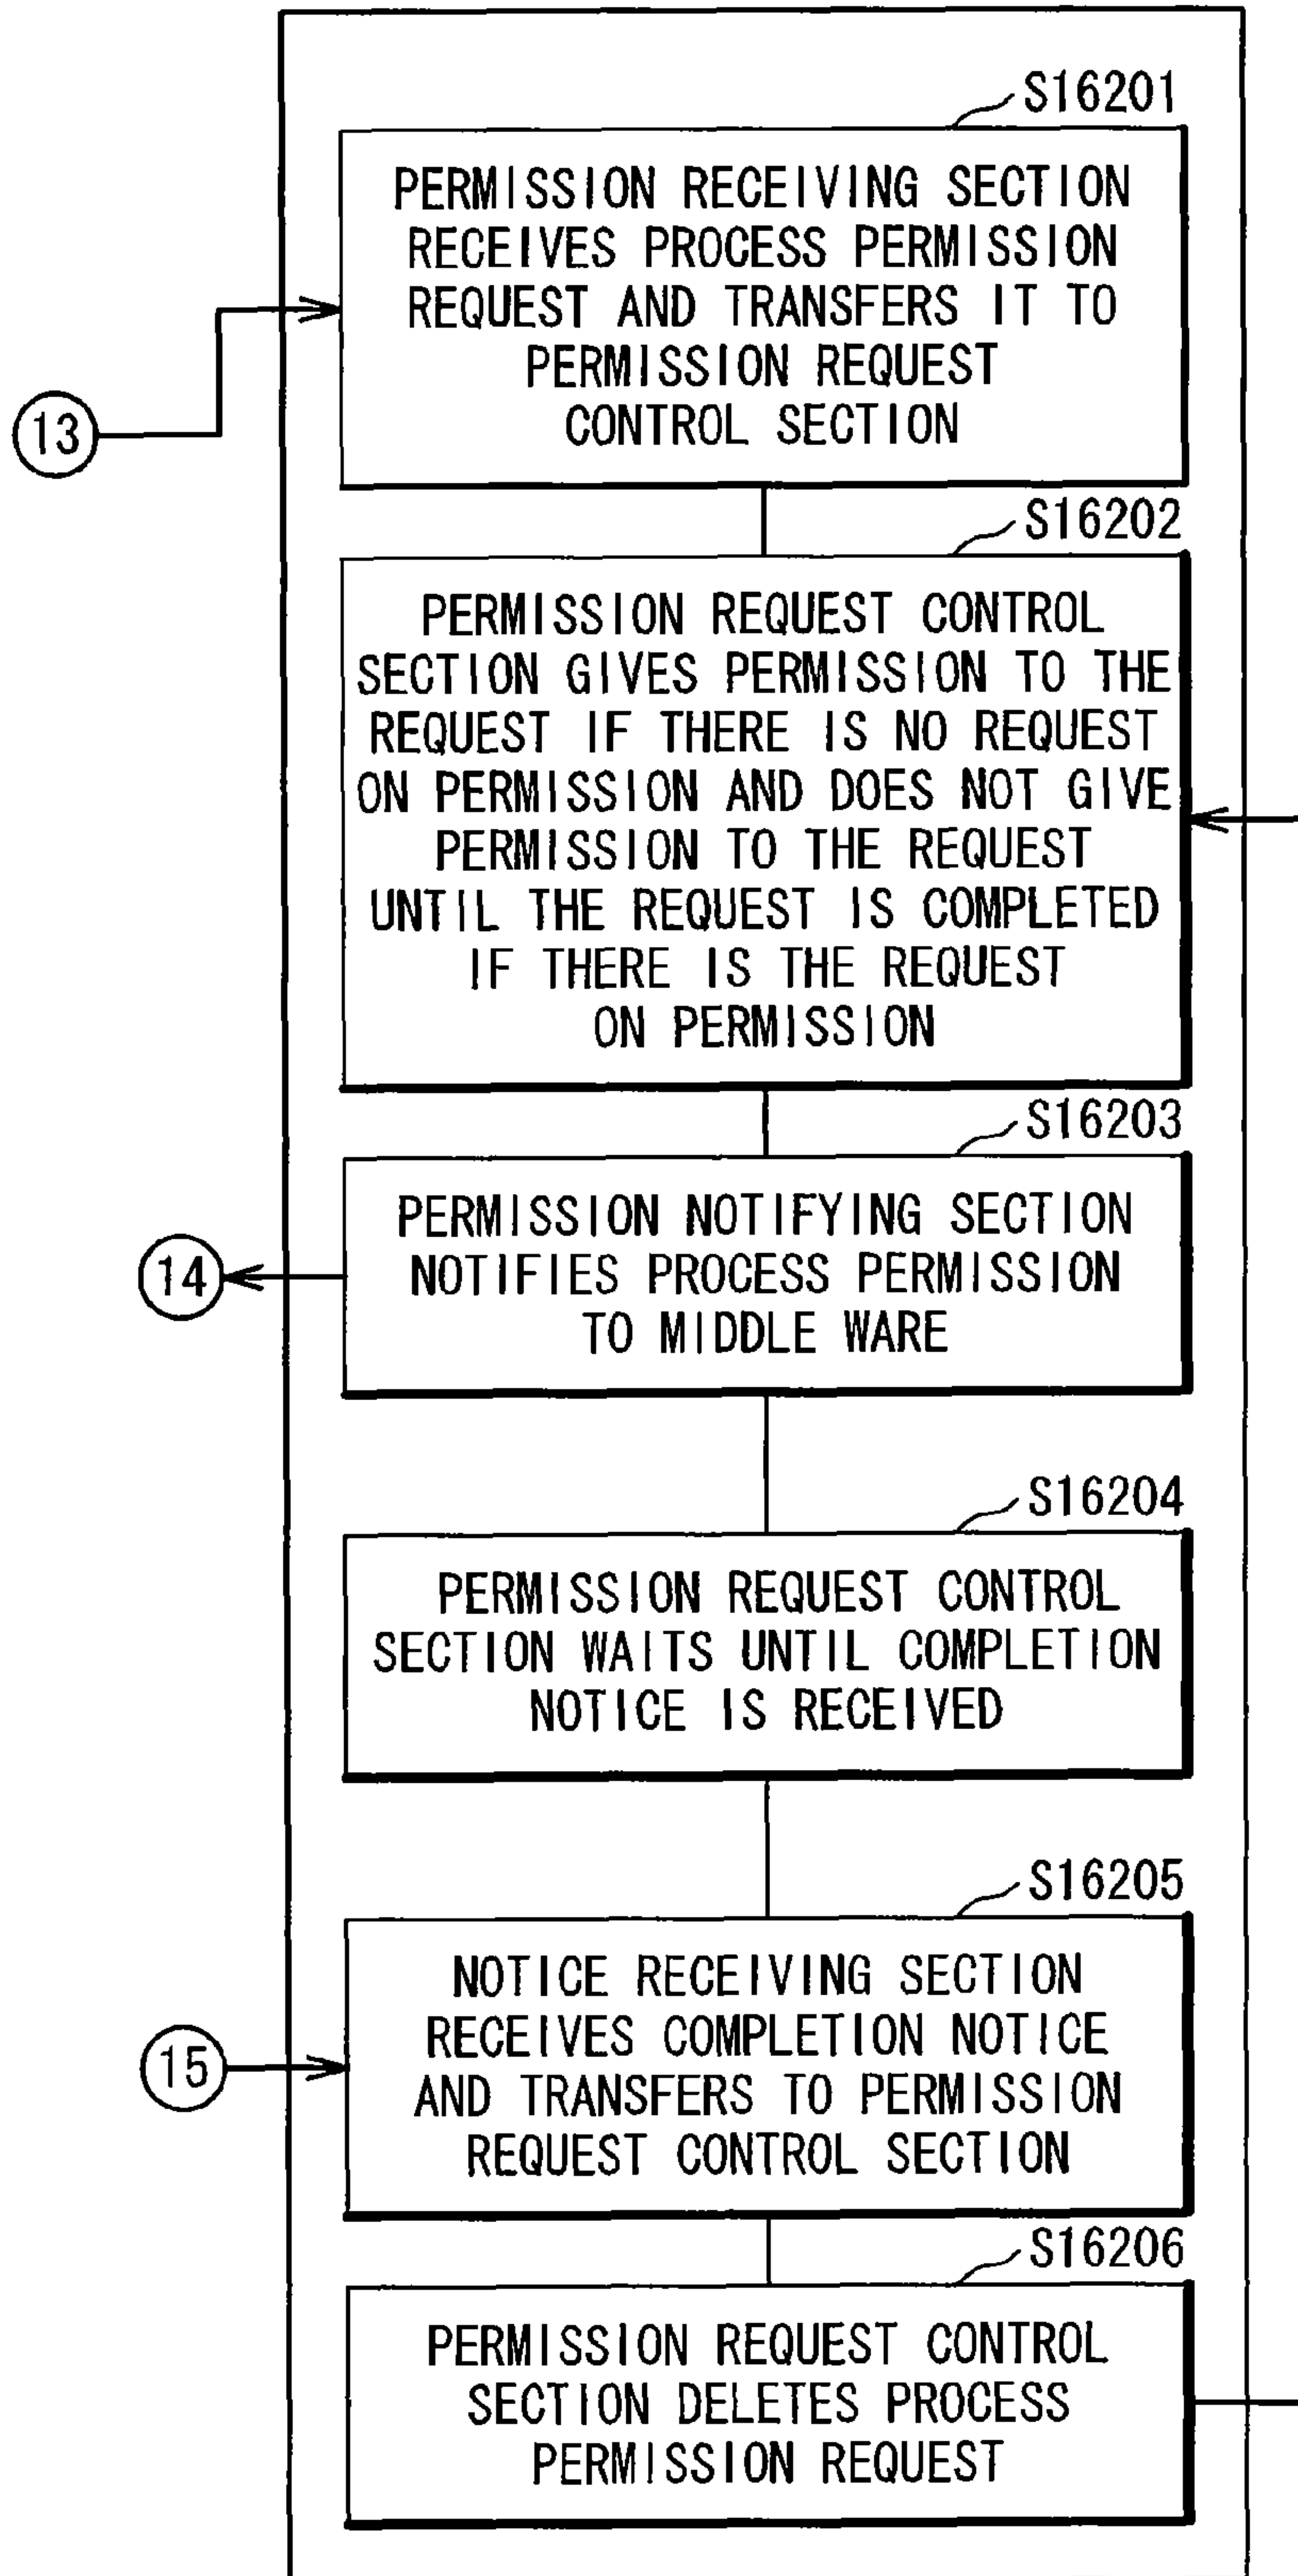 S16201
PERMISSION RECEIVING SECTION
RECEIVES PROCESS PERMISSION
REQUEST AND TRANSFERS IT TO
PERMISSION REQUEST
CONTROL SECTION
13
S16202
PERMISSION REQUEST CONTROL
SECTION GIVES PERMISSION TO THE
REQUEST IF THERE IS NO REQUEST
ON PERMISSION AND DOES NOT GIVE
PERMISSION TO THE REQUEST
UNTIL THE REQUEST IS COMPLETED
IF THERE IS THE REQUEST
ON PERMISSION
S16203
PERMISSION NOTIFYING SECTION
NOTIFIES PROCESS PERMISSION
TO MIDDLE WARE
14
S16204
PERMISSION REQUEST CONTROL
SECTION WAITS UNTIL COMPLETION
NOTICE IS RECEIVED
S16205
NOTICE RECEIVING SECTION
RECEIVES COMPLETION NOTICE
AND TRANSFERS TO PERMISSION
REQUEST CONTROL SECTION
15
S16206
PERMISSION REQUEST CONTROL
SECTION DELETES PROCESS
PERMISSION REQUEST